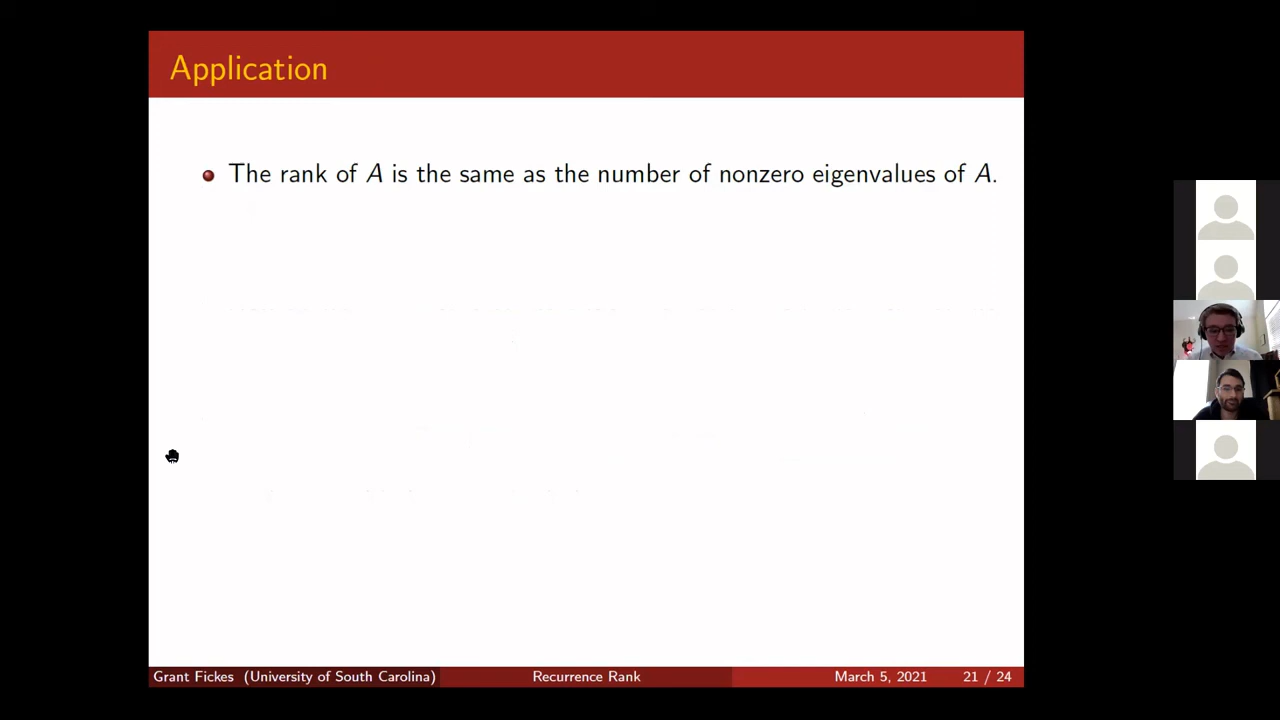 Application
The rank of A is the same as the number of nonzero eigenvalues of A.
Grant Fickes (University of South Carolina)
Recurrence Rank
March 5, 2021
21 / 24